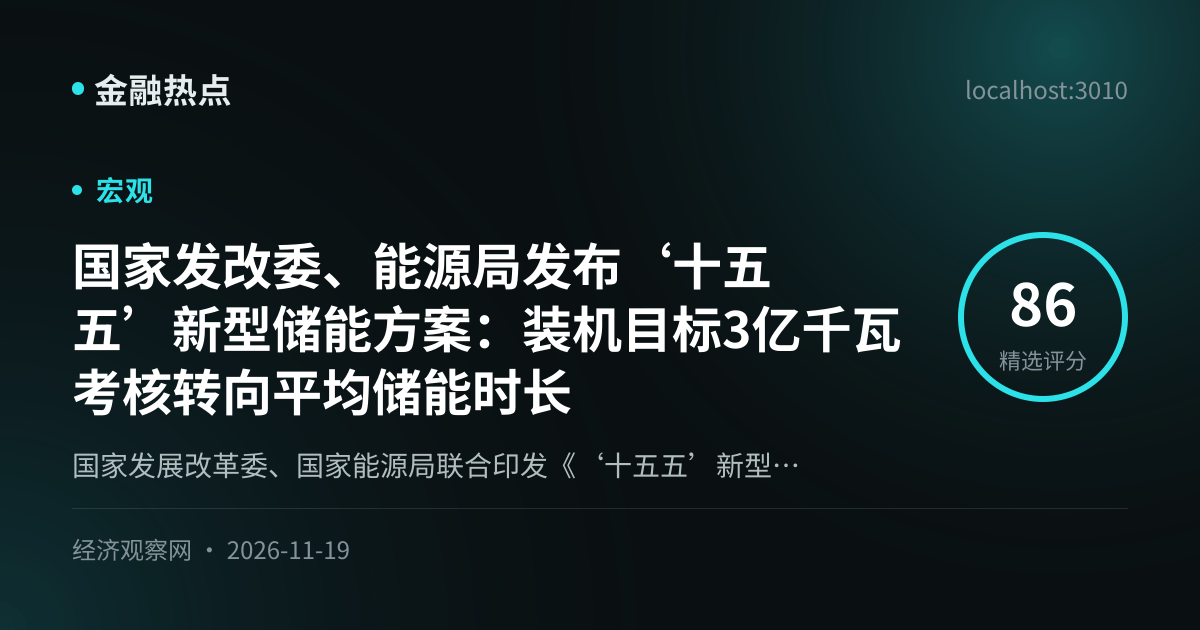 金融热点
localhost:3010
宏观
国家发改委、能源局发布‘十五
五’新型储能方案：装机目标3亿千瓦
考核转向平均储能时长
86
精选评分
国家发展改革委、国家能源局联合印发《‘十五五’新型…
经济观察网 · 2026-11-19